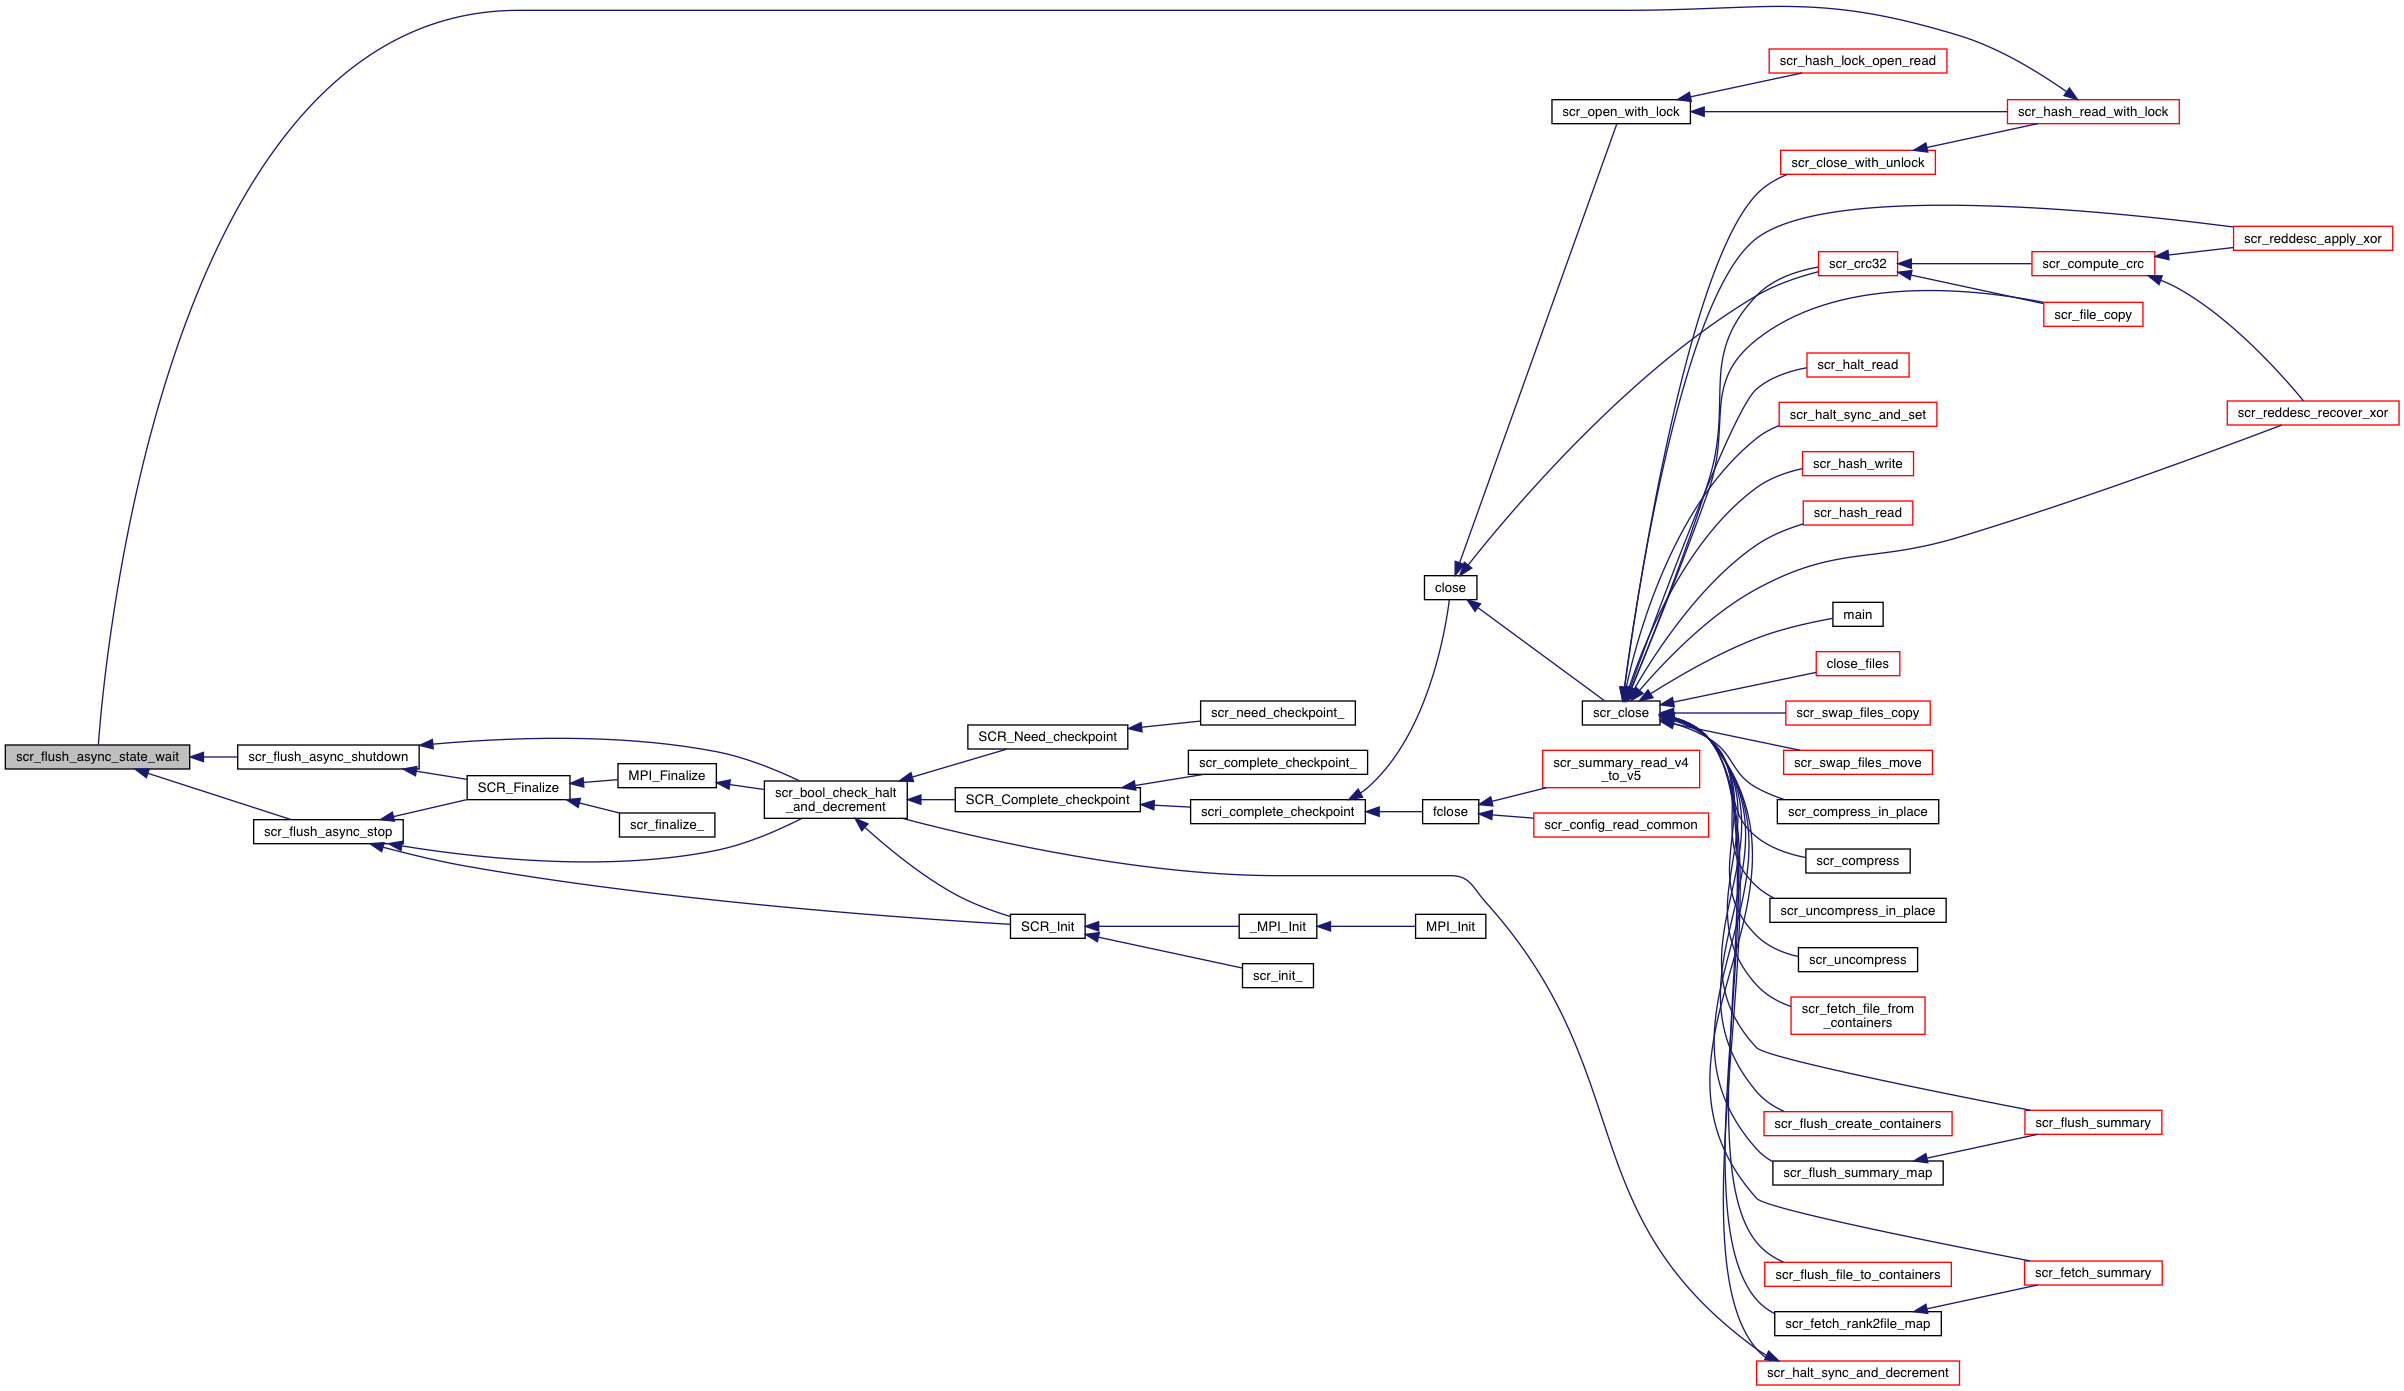 scr_hash_lock_open_read
scr_open_with_lock
scr_hash_read_with_lock
scr_close_with_unlock
scr_reddesc_apply_xor
scr_crc32
scr_compute_crc
scr_file_copy
scr_halt_read
scr_halt_sync_and_set
scr_reddesc_recover_xor
scr_hash_write
scr_hash_read
close
main
close_files
scr_need_checkpoint_
scr_close
scr_swap_files_copy
SCR_Need_checkpoint
scr_flush_async_state_wait
scr_flush_async_shutdown
scr_complete_checkpoint_
scr_summary_read_v4
_to_v5
scr_swap_files_move
MPI_Finalize
SCR_Finalize
scr_bool_check_halt
_and_decrement
SCR_Complete_checkpoint
scri_complete_checkpoint
fclose
scr_compress_in_place
scr_finalize_
scr_config_read_common
scr_flush_async_stop
scr_compress
scr_uncompress_in_place
SCR_Init
_MPI_Init
MPI_Init
scr_uncompress
scr_init_
scr_fetch_file_from
_containers
scr_flush_create_containers
scr_flush_summary
scr_flush_summary_map
scr_flush_file_to_containers
scr_fetch_summary
scr_fetch_rank2file_map
scr_halt_sync_and_decrement